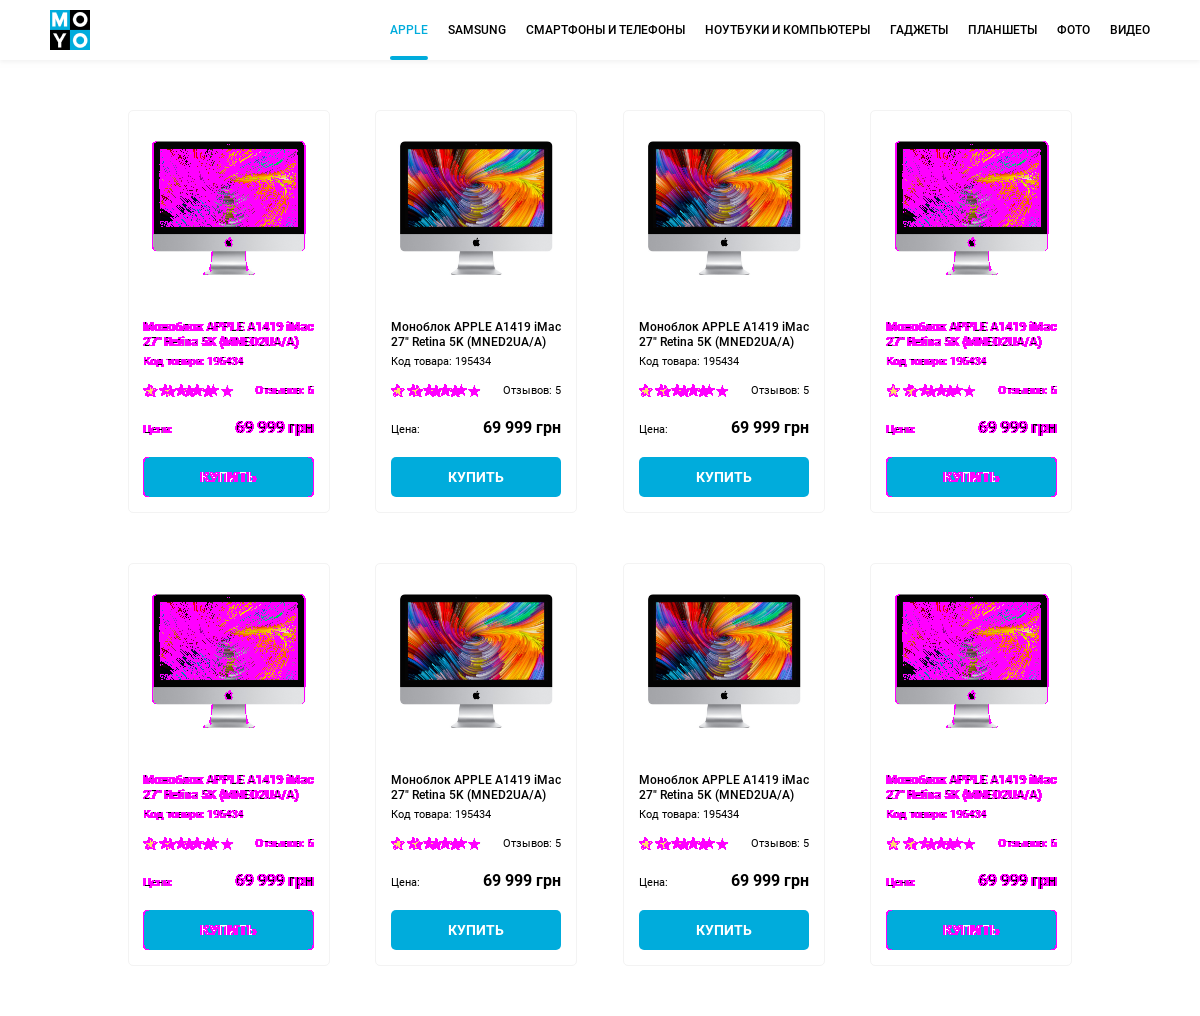 MOYO
APPLE SAMSUNG СМАРТФОНЫ И ТЕЛЕФОНЫ НОУТБУКИ И КОМПЬЮТЕРЫ ГАДЖЕТЫ ПЛАНШЕТЫ ФОТО ВИДЕО
Моноблок APPLE A1419 iMac
27" Retina 5K (MNED2UA/A)
Код товара: 195434
Отзывов: 5
Цена: 69 999 грн
КУПИТЬ
Моноблок APPLE A1419 iMac
27" Retina 5K (MNED2UA/A)
Код товара: 195434
Отзывов: 5
Цена: 69 999 грн
КУПИТЬ
Моноблок APPLE A1419 iMac
27" Retina 5K (MNED2UA/A)
Код товара: 195434
Отзывов: 5
Цена: 69 999 грн
КУПИТЬ
Моноблок APPLE A1419 iMac
27" Retina 5K (MNED2UA/A)
Код товара: 195434
Отзывов: 5
Цена: 69 999 грн
КУПИТЬ
Моноблок APPLE A1419 iMac
27" Retina 5K (MNED2UA/A)
Код товара: 195434
Отзывов: 5
Цена: 69 999 грн
КУПИТЬ
Моноблок APPLE A1419 iMac
27" Retina 5K (MNED2UA/A)
Код товара: 195434
Отзывов: 5
Цена: 69 999 грн
КУПИТЬ
Моноблок APPLE A1419 iMac
27" Retina 5K (MNED2UA/A)
Код товара: 195434
Отзывов: 5
Цена: 69 999 грн
КУПИТЬ
Моноблок APPLE A1419 iMac
27" Retina 5K (MNED2UA/A)
Код товара: 195434
Отзывов: 5
Цена: 69 999 грн
КУПИТЬ